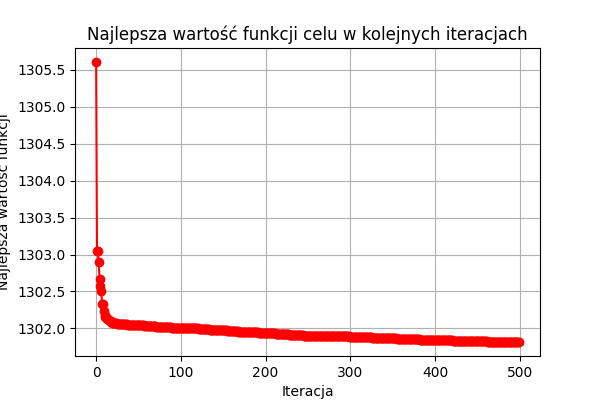 Najlepsza wartość funkcji celu w kolejnych iteracjach
Najlepsza wartość funkcji
1305.5
1305.0
1304.5
1304.0
1303.5
1303.0
1302.5
1302.0
0 100 200 300 400 500
Iteracja